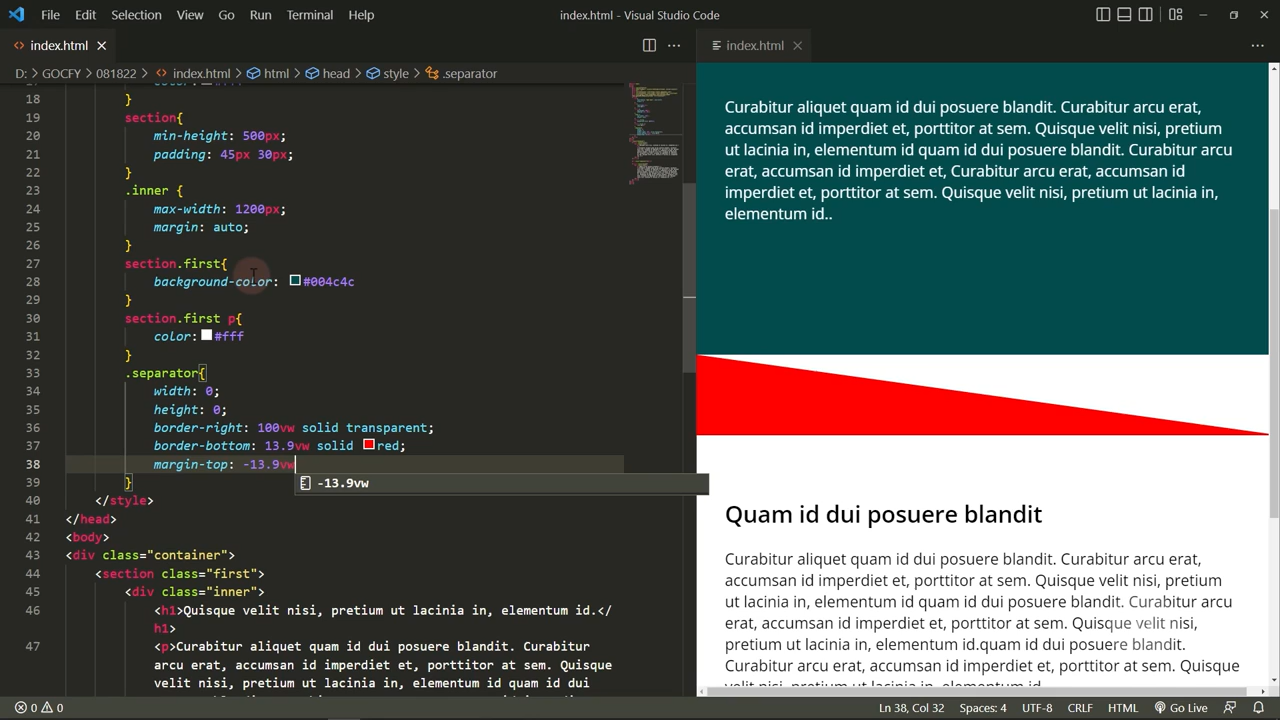 File Edit Selection View Go Run Terminal Help
index.html - Visual Studio Code
index.html
D: > GOCFY > 081822 > index.html > html > head > style > .separator
18 }
19 section{
20 min-height: 500px;
21 padding: 45px 30px;
22 }
23 .inner {
24 max-width: 1200px;
25 margin: auto;
26 }
27 section.first{
28 background-color: #004c4c
29 }
30 section.first p{
31 color: #fff
32 }
33 .separator{
34 width: 0;
35 height: 0;
36 border-right: 100vw solid transparent;
37 border-bottom: 13.9vw solid red;
38 margin-top: -13.9vw
-13.9vw
39 }
40 </style>
41 </head>
42 <body>
43 <div class="container">
44 <section class="first">
45 <div class="inner">
46 <h1>Quisque velit nisi, pretium ut lacinia in, elementum id.</
h1>
47 <p>Curabitur aliquet quam id dui posuere blandit. Curabitur
arcu erat, accumsan id imperdiet et, porttitor at sem. Quisque
velit nisi, pretium ut lacinia in, elementum id quam id dui
index.html
Curabitur aliquet quam id dui posuere blandit. Curabitur arcu erat,
accumsan id imperdiet et, porttitor at sem. Quisque velit nisi, pretium
ut lacinia in, elementum id quam id dui posuere blandit. Curabitur arcu
erat, accumsan id imperdiet et, Curabitur arcu erat, accumsan id
imperdiet et, porttitor at sem. Quisque velit nisi, pretium ut lacinia in,
elementum id..
Quam id dui posuere blandit
Curabitur aliquet quam id dui posuere blandit. Curabitur arcu erat,
accumsan id imperdiet et, porttitor at sem. Quisque velit nisi, pretium
ut lacinia in, elementum id quam id dui posuere blandit. Curabitur arcu
erat, accumsan id imperdiet et, porttitor at sem. Quisque velit nisi,
pretium ut lacinia in, elementum id.quam id dui posuere blandit.
Curabitur arcu erat, accumsan id imperdiet et, porttitor at sem. Quisque
0 0
Ln 38, Col 32 Spaces: 4 UTF-8 CRLF HTML Go Live